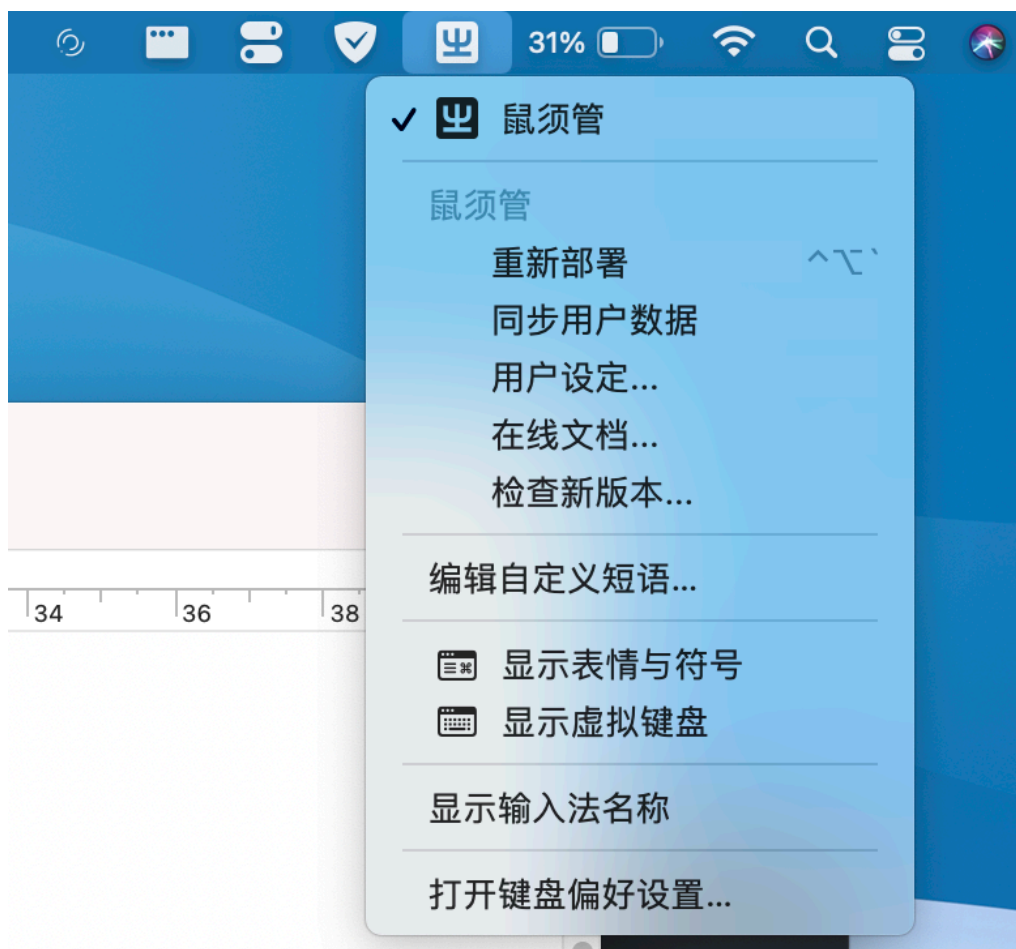 31%
鼠须管
鼠须管
重新部署 ^⌥`
同步用户数据
用户设定...
在线文档...
检查新版本...
编辑自定义短语...
显示表情与符号
显示虚拟键盘
显示输入法名称
打开键盘偏好设置...
34 36 38